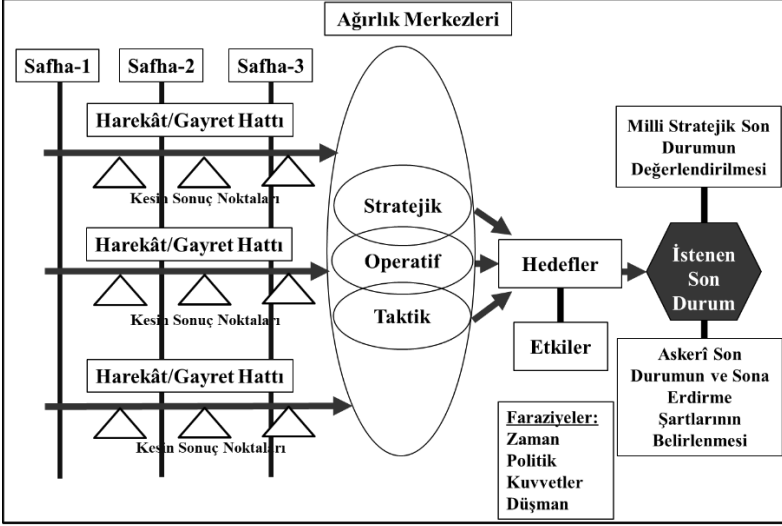 Ağırlık Merkezleri
Safha-1
Safha-2
Safha-3
Harekât/Gayret Hattı
Kesin Sonuç Noktaları
Harekât/Gayret Hattı
Kesin Sonuç Noktaları
Harekât/Gayret Hattı
Kesin Sonuç Noktaları
Stratejik
Operatif
Taktik
Hedefler
Etkiler
Faraziyeler:
Zaman
Politik
Kuvvetler
Düşman
Milli Stratejik Son
Durumun
Değerlendirilmesi
İstenen
Son
Durum
Askerî Son
Durumun ve Sona
Erdirme
Şartlarının
Belirlenmesi